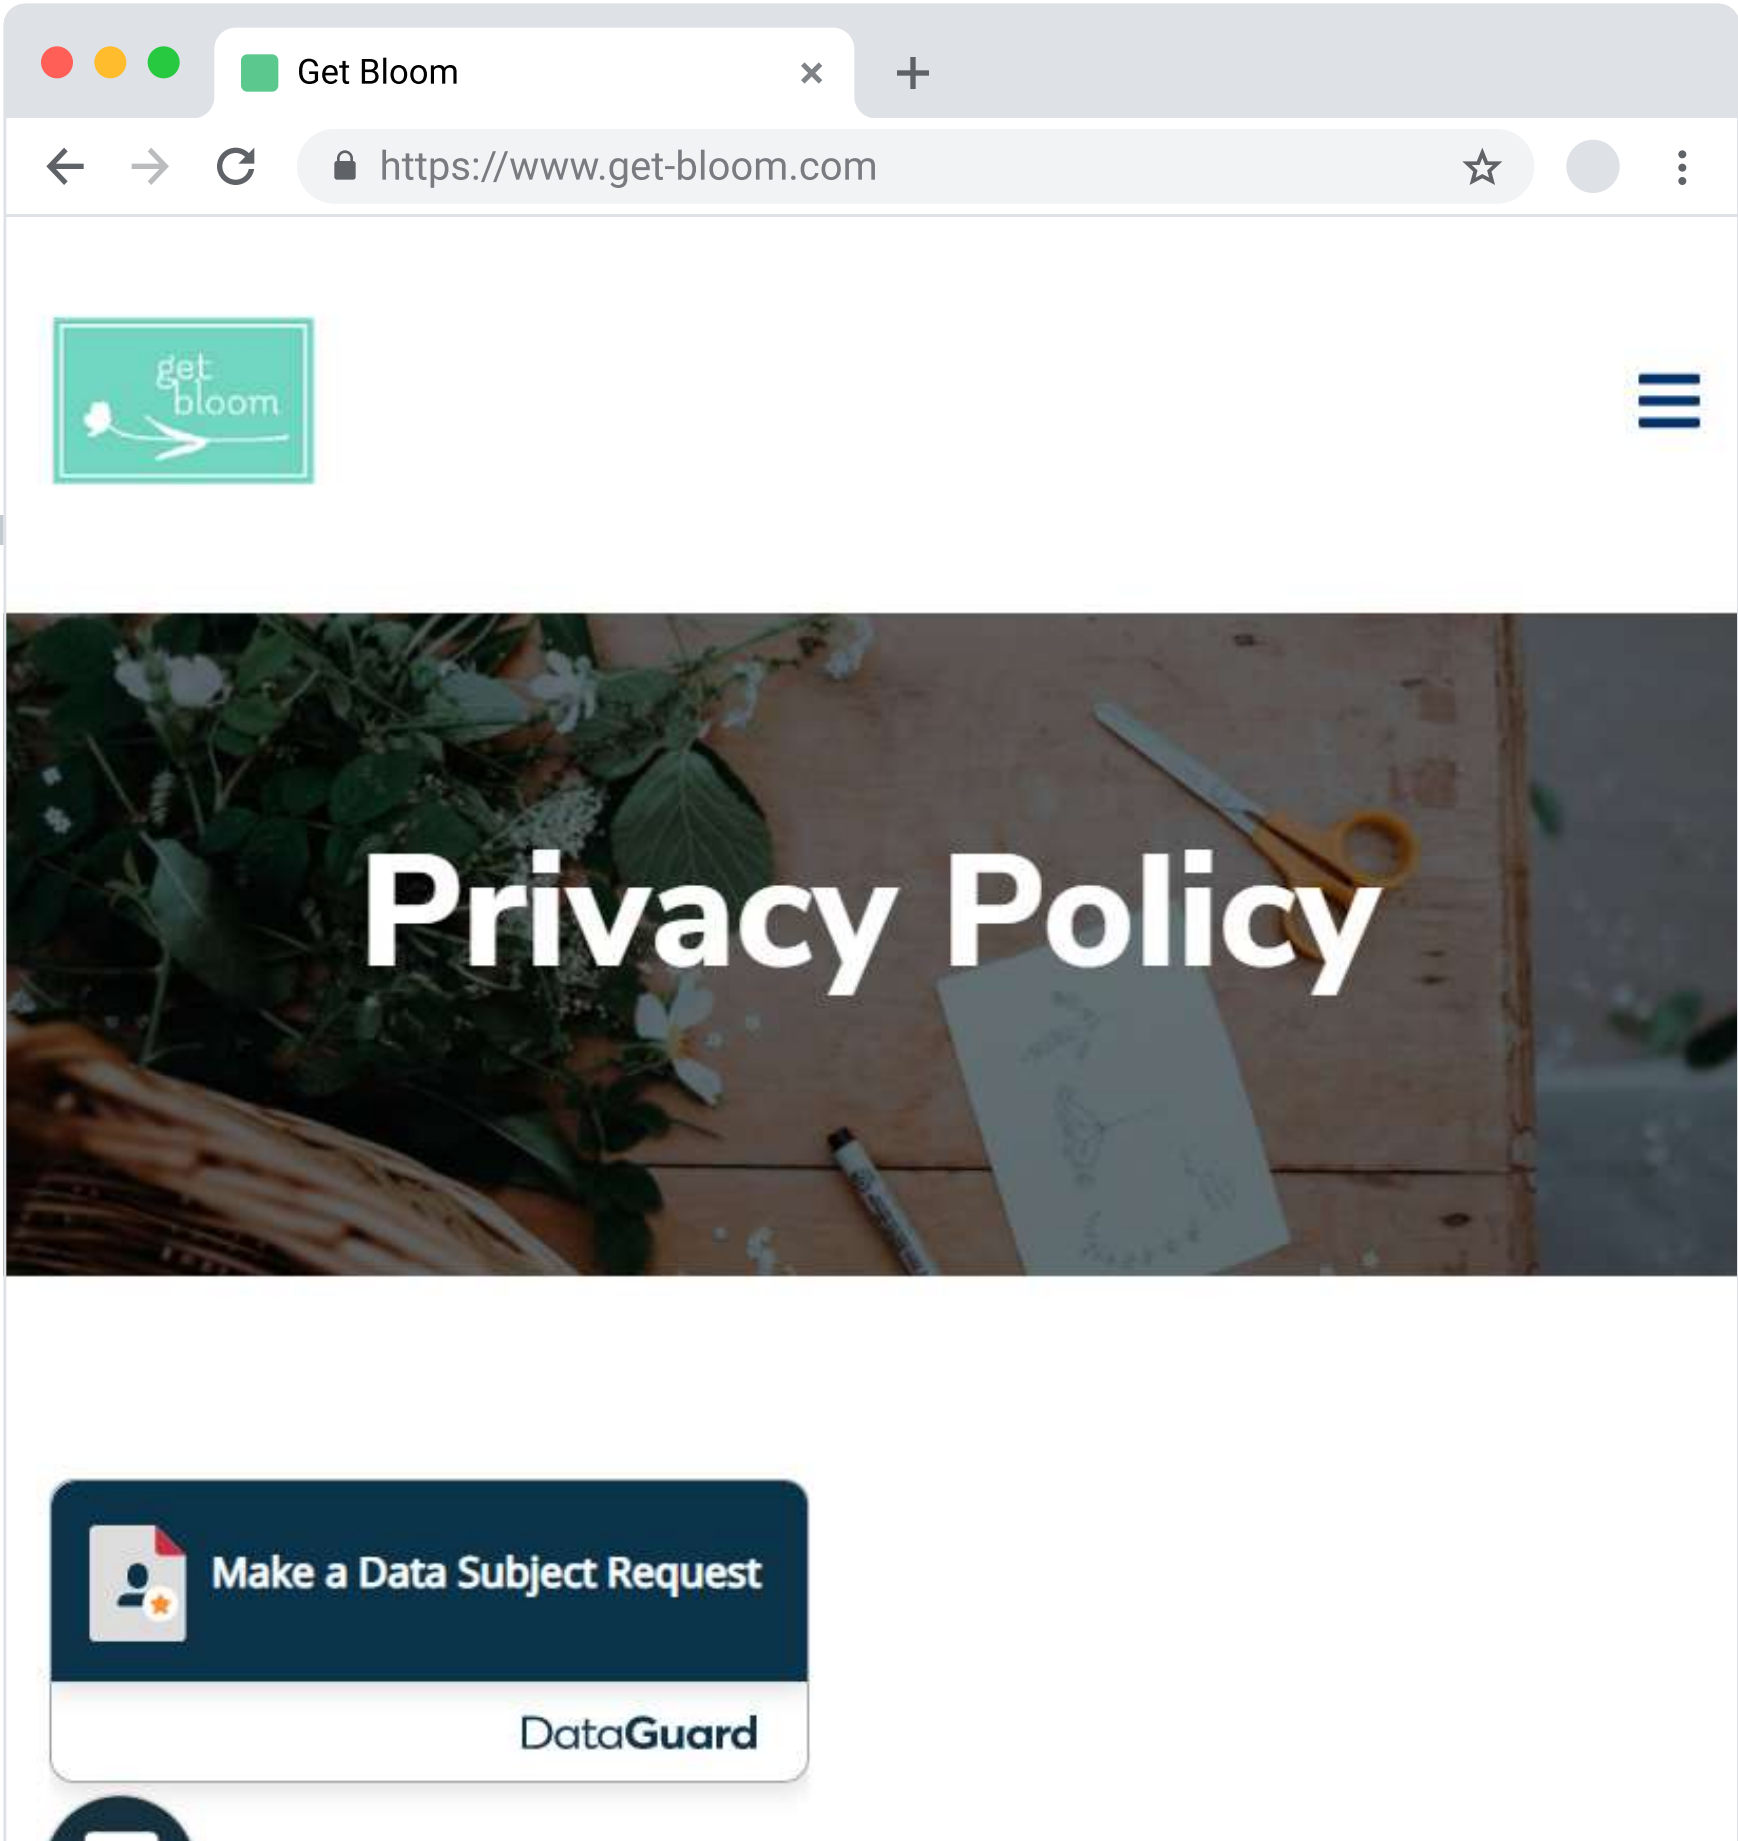 Get Bloom
https://www.get-bloom.com
get
bloom
Privacy Policy
Make a Data Subject Request
DataGuard